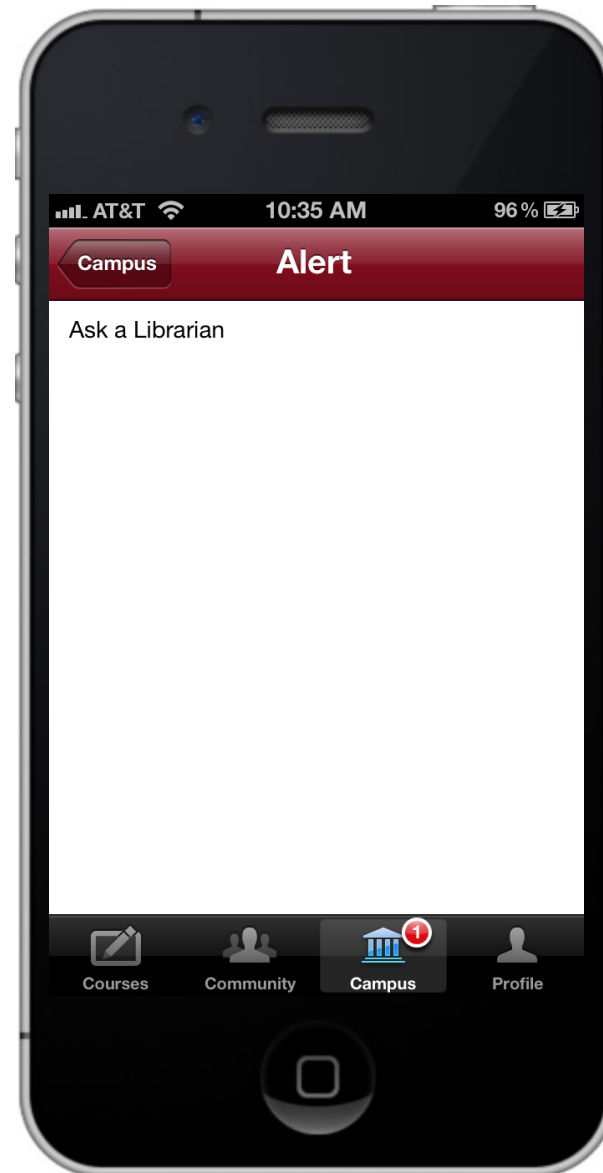 AT&T 10:35 AM 96%
Campus Alert
Ask a Librarian
1
Courses Community Campus Profile